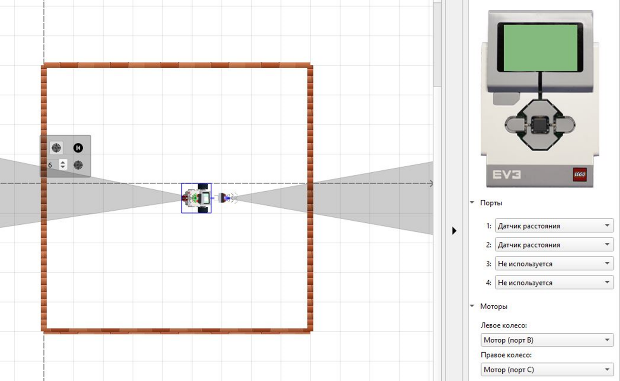 EV3
LEGO
Порты
1: Датчик расстояния
2: Датчик расстояния
3: Не используется
4: Не используется
Моторы
Левое колесо:
Мотор (порт B)
Правое колесо:
Мотор (порт C)